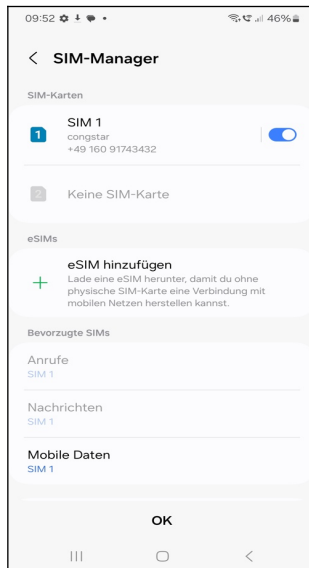 09:52 46%
SIM-Manager
SIM-Karten
1 SIM 1
congstar
+49 160 91743432
2 Keine SIM-Karte
eSIMs
eSIM hinzufügen
Lade eine eSIM herunter, damit du ohne
physische SIM-Karte eine Verbindung mit
mobilen Netzen herstellen kannst.
Bevorzugte SIMs
Anrufe
SIM 1
Nachrichten
SIM 1
Mobile Daten
SIM 1
OK